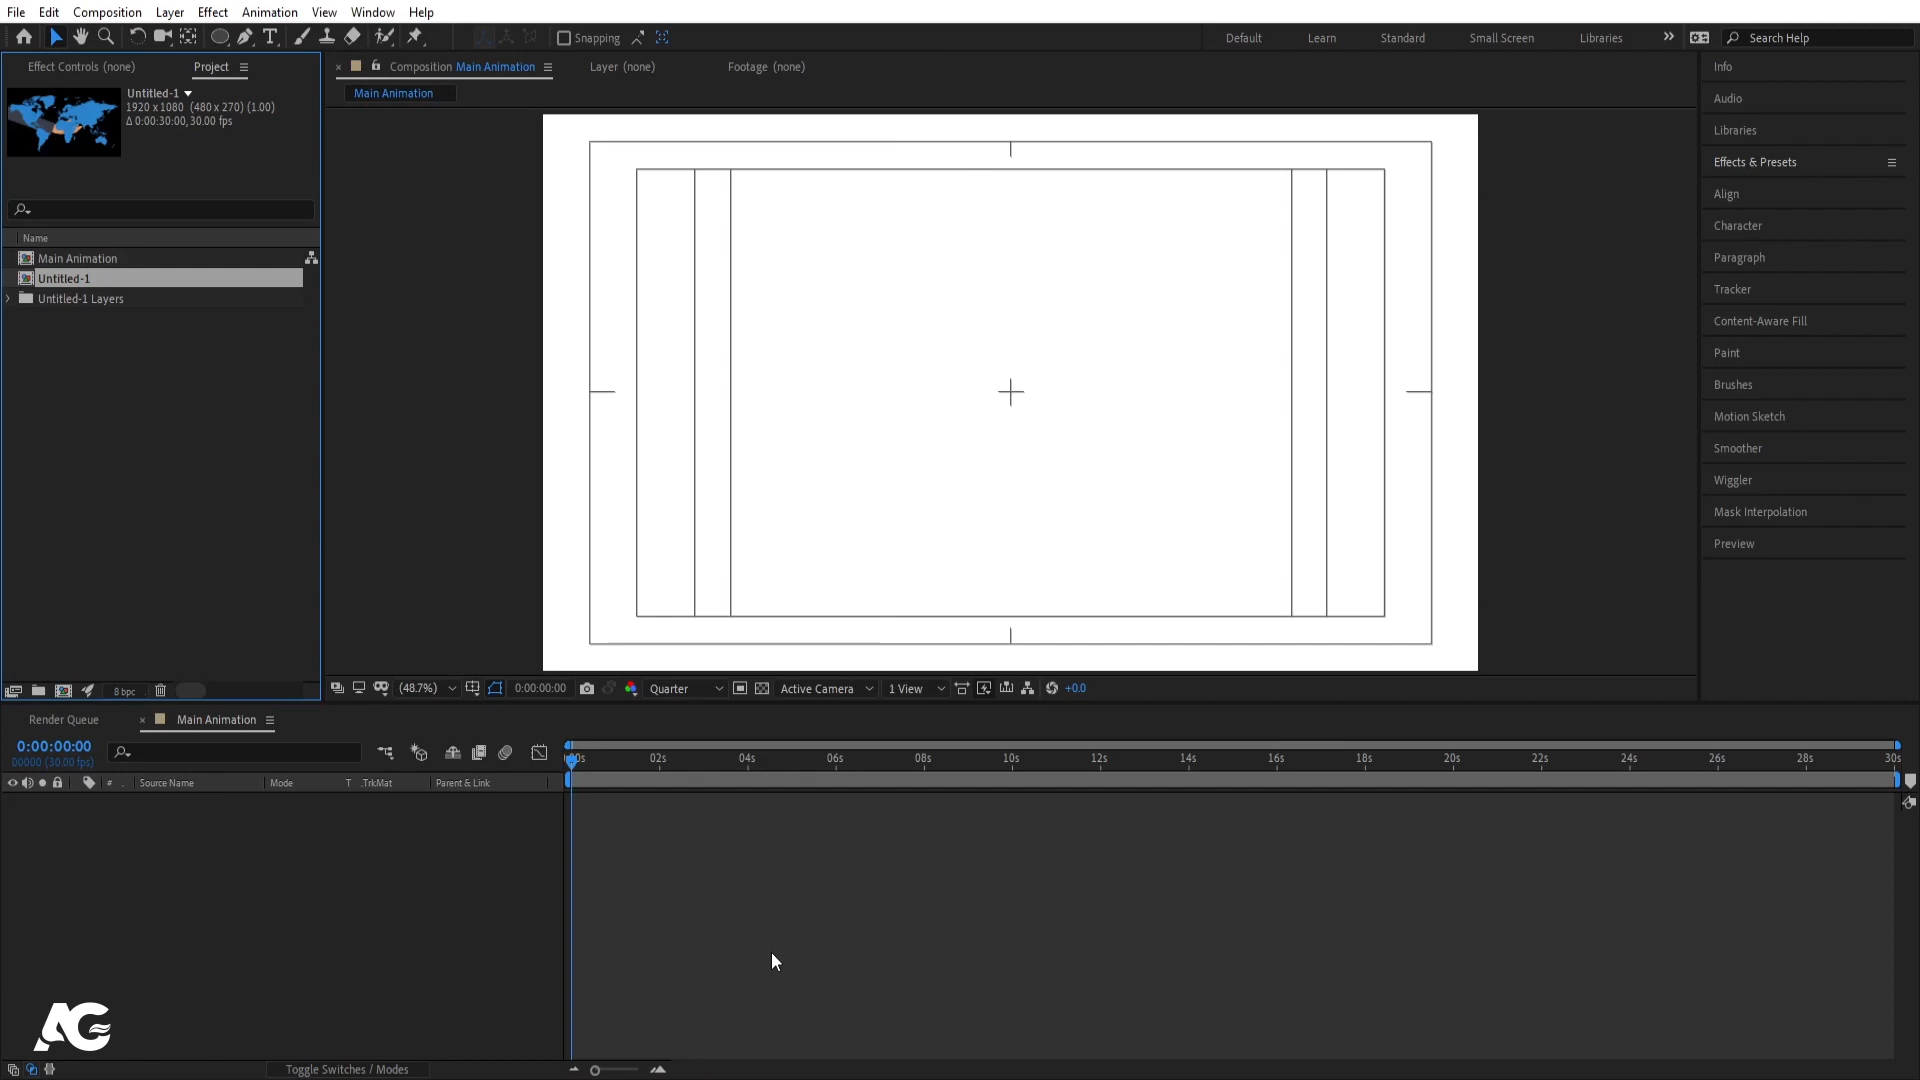 File Edit Composition Layer Effect Animation View Window Help
Snapping
Default Learn Standard Small Screen Libraries Search Help
Effect Controls (none) Project
Untitled-1
1920 x 1080 (480 x 270) (1.00)
Δ 0:00:30:00, 30.00 fps
Name
Main Animation
Untitled-1
Untitled-1 Layers
8 bpc
Composition Main Animation Layer (none) Footage (none)
Main Animation
(48.7%) 0:00:00:00 Quarter Active Camera 1 View +0.0
Info
Audio
Libraries
Effects & Presets
Align
Character
Paragraph
Tracker
Content-Aware Fill
Paint
Brushes
Motion Sketch
Smoother
Wiggler
Mask Interpolation
Preview
Render Queue Main Animation
0:00:00:00
00000 (30.00 fps)
02s 04s 06s 08s 10s 12s 14s 16s 18s 20s 22s 24s 26s 28s 30s
# . Source Name Mode T .TrkMat Parent & Link
AG
Toggle Switches / Modes